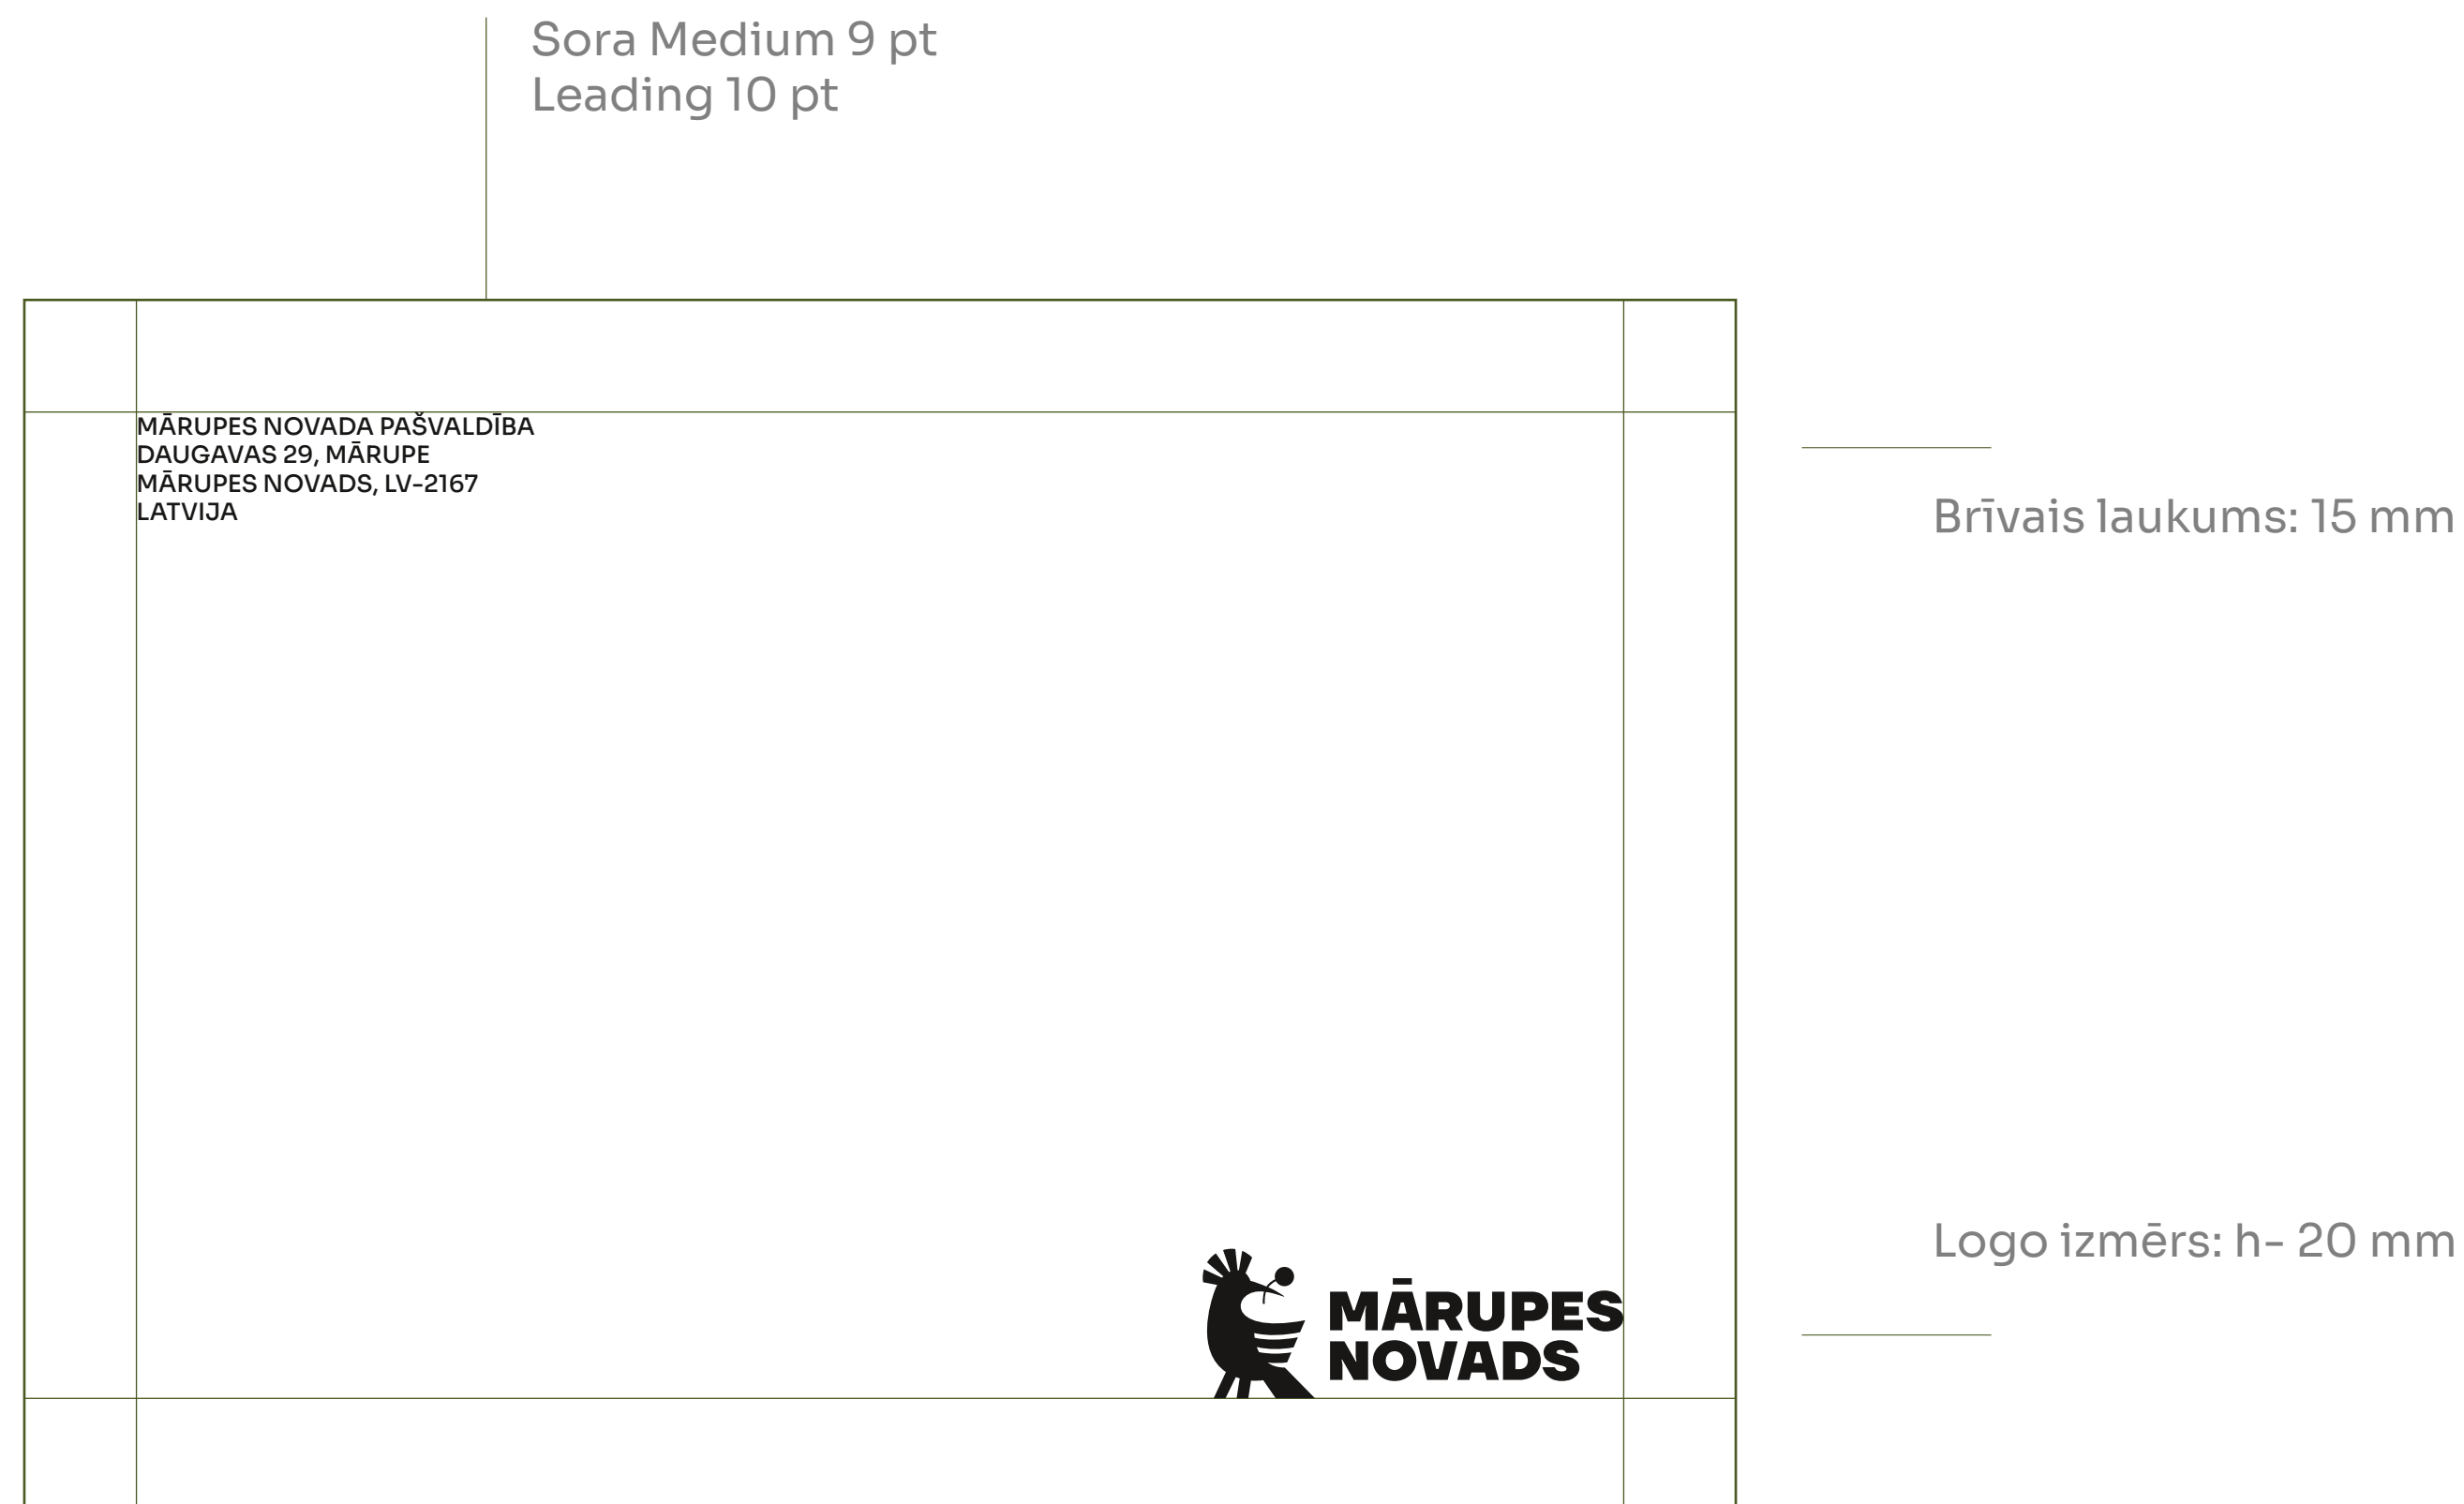 Sora Medium 9 pt
Leading 10 pt
MĀRUPES NOVADA PAŠVALDĪBA
DAUGAVAS 29, MĀRUPE
MĀRUPES NOVADS, LV-2167
LATVIJA
Brīvais laukums: 15 mm
Logo izmērs: h- 20 mm
MĀRUPES
NOVADS